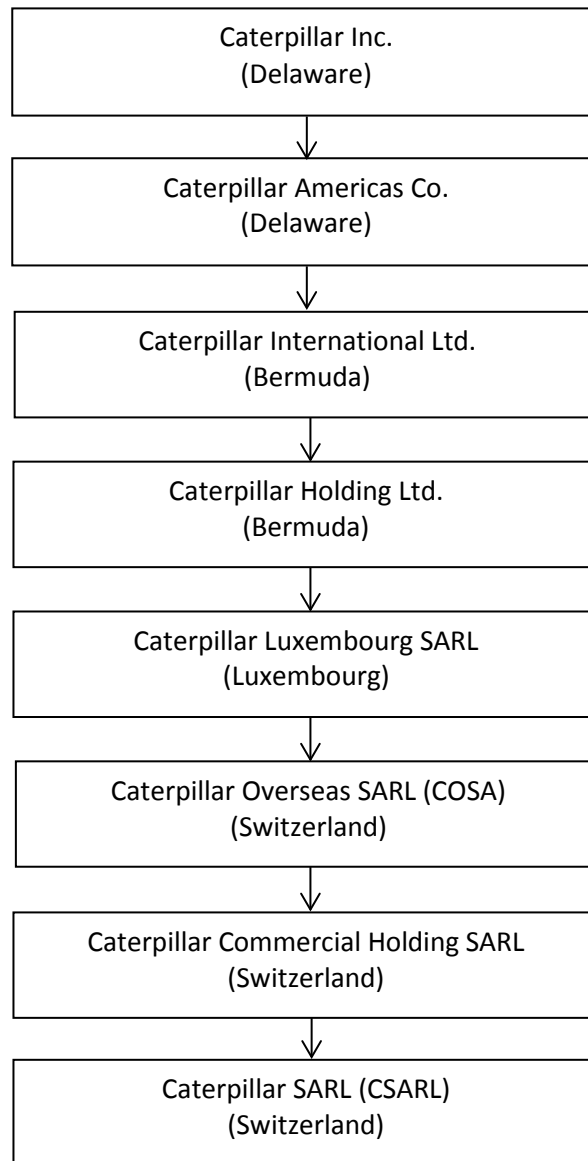 Caterpillar Inc.
(Delaware)
Caterpillar Americas Co.
(Delaware)
Caterpillar International Ltd.
(Bermuda)
Caterpillar Holding Ltd.
(Bermuda)
Caterpillar Luxembourg SARL
(Luxembourg)
Caterpillar Overseas SARL (COSA)
(Switzerland)
Caterpillar Commercial Holding SARL
(Switzerland)
Caterpillar SARL (CSARL)
(Switzerland)